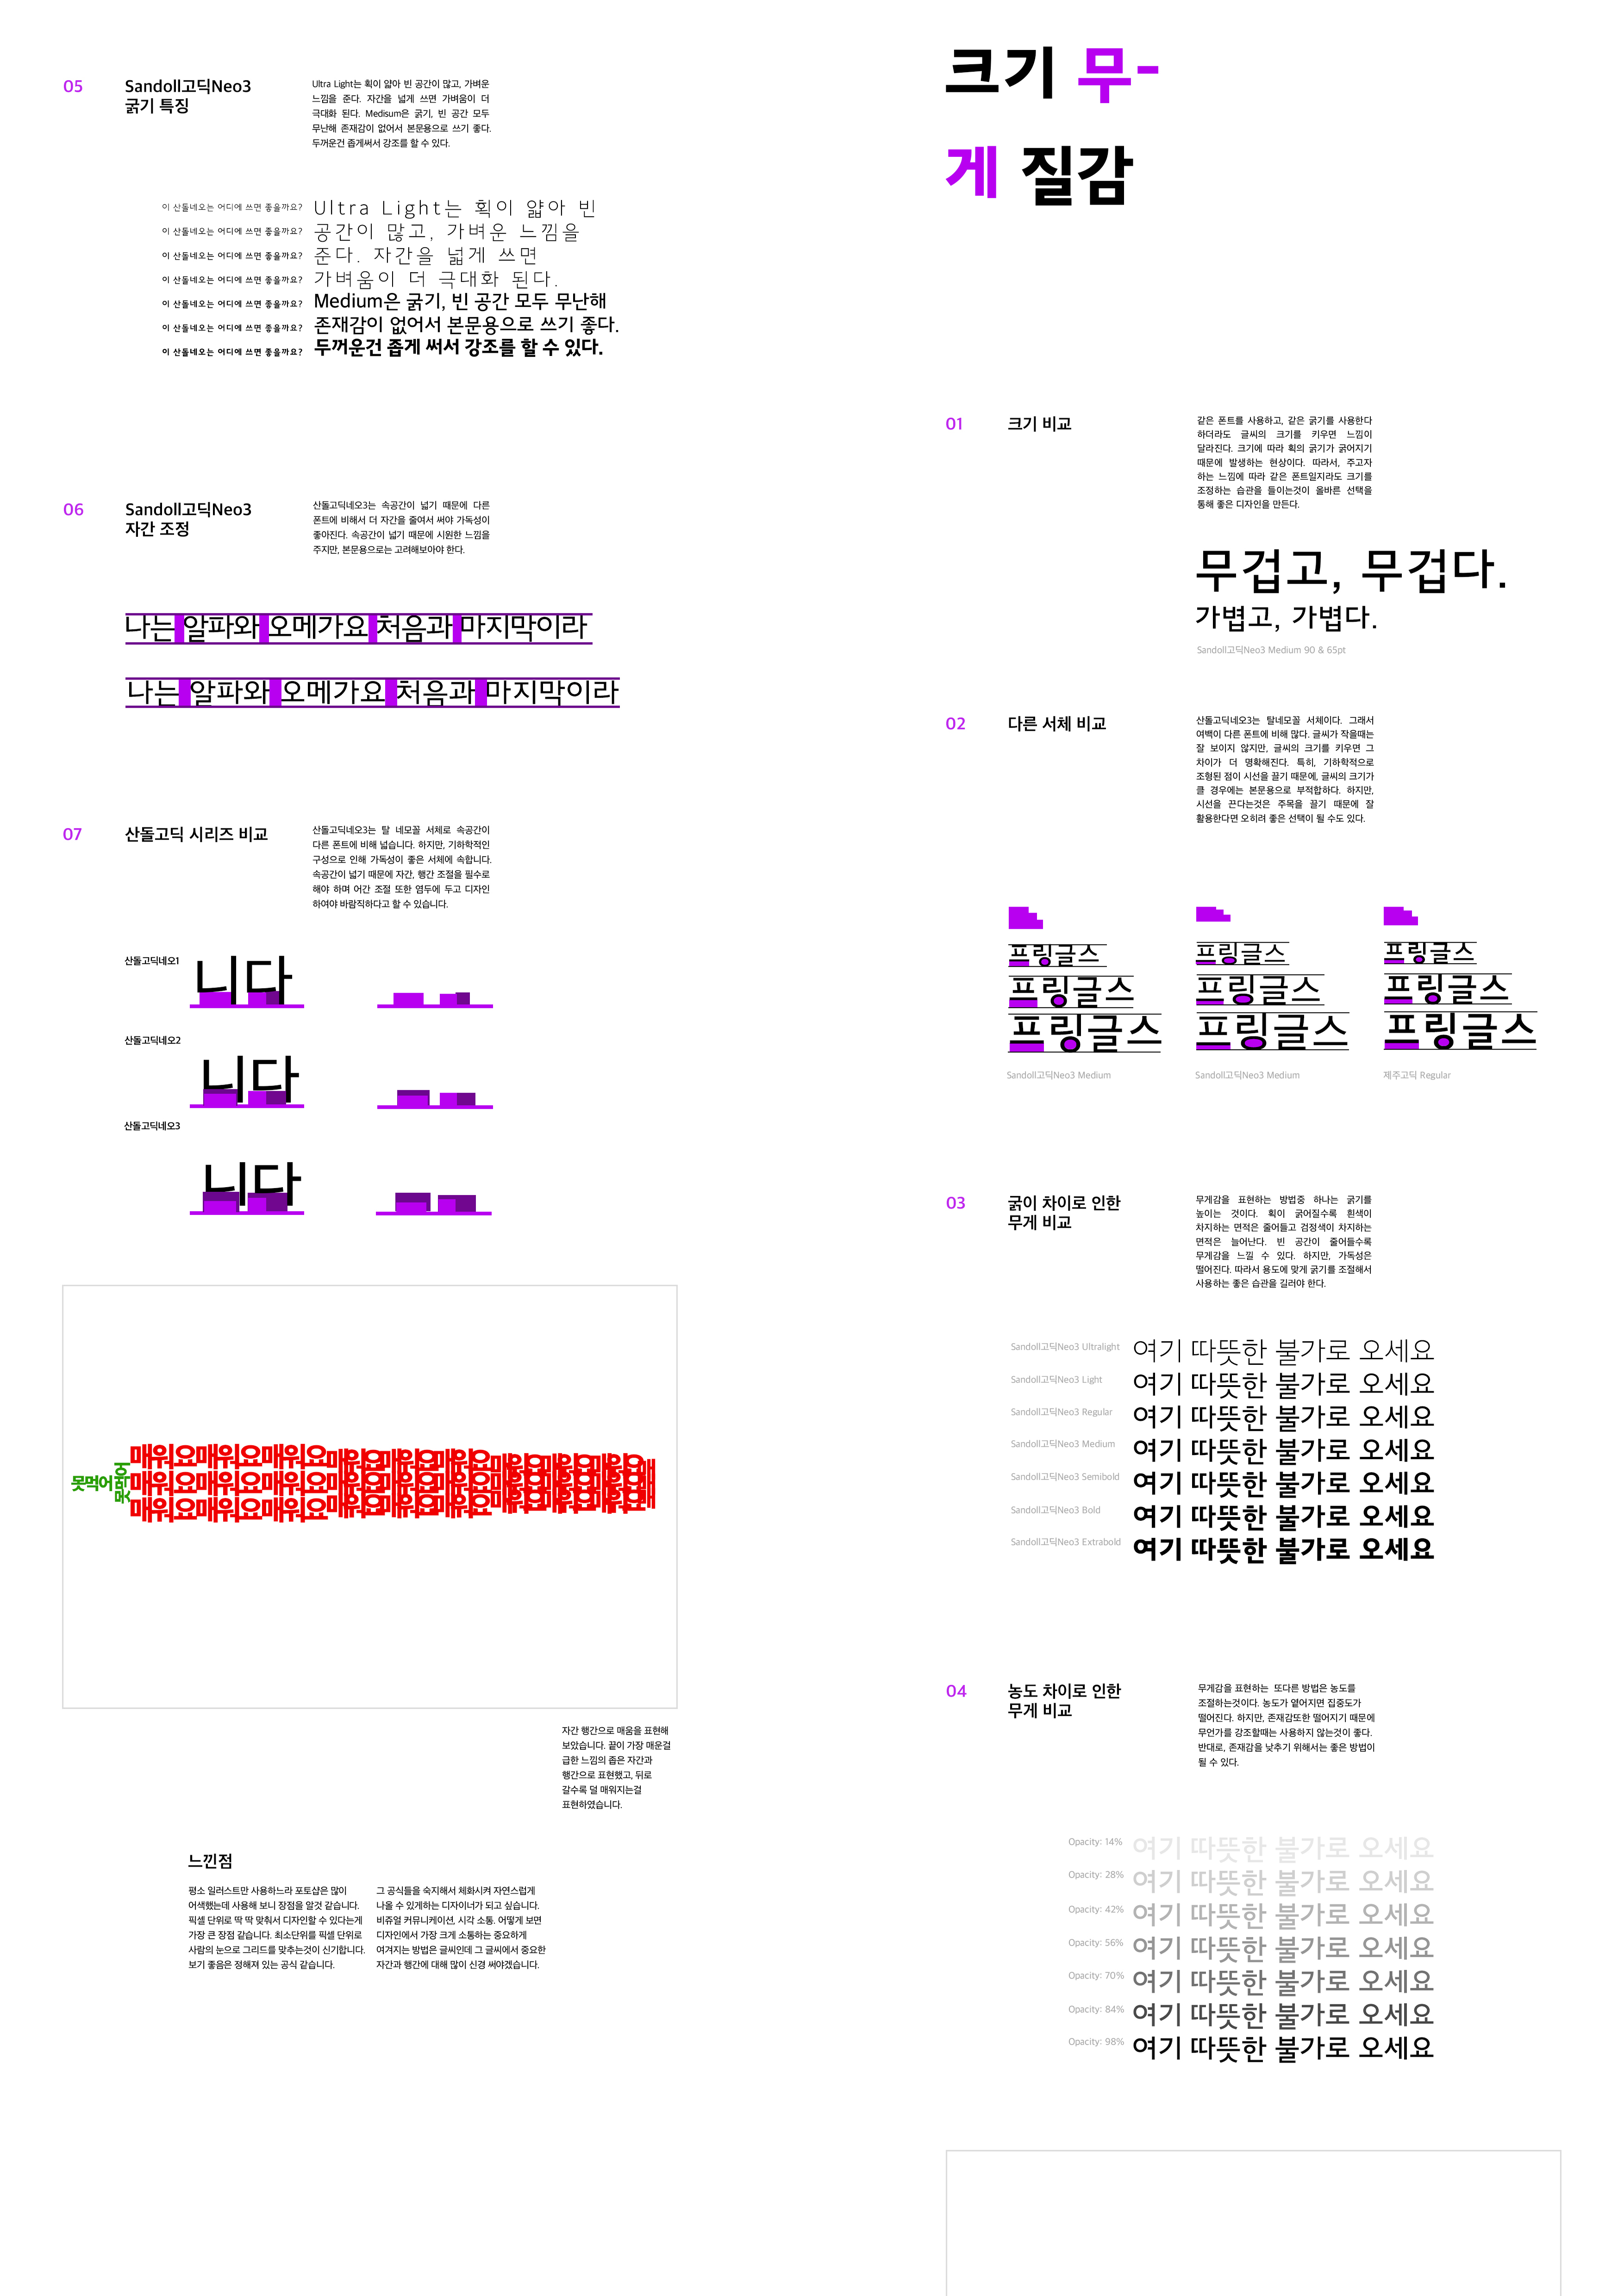 05
Sandoll고딕Neo3
굵기 특징
Ultra Light는 획이 얇아 빈 공간이 많고, 가벼운
느낌을 준다. 자간을 넓게 쓰면 가벼움이 더
극대화 된다. Medisum은 굵기, 빈 공간 모두
무난해 존재감이 없어서 본문용으로 쓰기 좋다.
두꺼운건 좁게써서 강조를 할 수 있다.
이 산돌네오는 어디에 쓰면 좋을까요?
이 산돌네오는 어디에 쓰면 좋을까요?
이 산돌네오는 어디에 쓰면 좋을까요?
이 산돌네오는 어디에 쓰면 좋을까요?
이 산돌네오는 어디에 쓰면 좋을까요?
이 산돌네오는 어디에 쓰면 좋을까요?
이 산돌네오는 어디에 쓰면 좋을까요?
Ultra Light는 획이 얇아 빈
공간이 많고, 가벼운 느낌을
준다. 자간을 넓게 쓰면
가벼움이 더 극대화 된다.
Medium은 굵기, 빈 공간 모두 무난해
존재감이 없어서 본문용으로 쓰기 좋다.
두꺼운건 좁게 써서 강조를 할 수 있다.
06
Sandoll고딕Neo3
자간 조정
산돌고딕네오3는 속공간이 넓기 때문에 다른
폰트에 비해서 더 자간을 줄여서 써야 가독성이
좋아진다. 속공간이 넓기 때문에 시원한 느낌을
주지만, 본문용으로는 고려해보아야 한다.
나는 알파와 오메가요 처음과 마지막이라
나는 알파와 오메가요 처음과 마지막이라
07
산돌고딕 시리즈 비교
산돌고딕네오3는 탈 네모꼴 서체로 속공간이
다른 폰트에 비해 넓습니다. 하지만, 기하학적인
구성으로 인해 가독성이 좋은 서체에 속합니다.
속공간이 넓기 때문에 자간, 행간 조절을 필수로
해야 하며 어간 조절 또한 염두에 두고 디자인
하여야 바람직하다고 할 수 있습니다.
산돌고딕네오1
니다
산돌고딕네오2
니다
산돌고딕네오3
니다
못먹어
못먹어
매워요매워요매워요매워요매워요매워요매워요매워요매워요매
매워요매워요매워요매워요매워요매워요매워요매워요매워요매
매워요매워요매워요매워요매워요매워요매워요매워요매워요매
자간 행간으로 매움을 표현해
보았습니다. 끝이 가장 매운걸
급한 느낌의 좁은 자간과
행간으로 표현했고, 뒤로
갈수록 덜 매워지는걸
표현하였습니다.
느낀점
평소 일러스트만 사용하느라 포토샵은 많이
어색했는데 사용해 보니 장점을 알것 같습니다.
픽셀 단위로 딱 딱 맞춰서 디자인할 수 있다는게
가장 큰 장점 같습니다. 최소단위를 픽셀 단위로
사람의 눈으로 그리드를 맞추는것이 신기합니다.
보기 좋음은 정해져 있는 공식 같습니다.
그 공식들을 숙지해서 체화시켜 자연스럽게
나올 수 있게하는 디자이너가 되고 싶습니다.
비쥬얼 커뮤니케이션, 시각 소통. 어떻게 보면
디자인에서 가장 크게 소통하는 중요하게
여겨지는 방법은 글씨인데 그 글씨에서 중요한
자간과 행간에 대해 많이 신경 써야겠습니다.
크기 무-
게 질감
01
크기 비교
같은 폰트를 사용하고, 같은 굵기를 사용한다
하더라도 글씨의 크기를 키우면 느낌이
달라진다. 크기에 따라 획의 굵기가 굵어지기
때문에 발생하는 현상이다. 따라서, 주고자
하는 느낌에 따라 같은 폰트일지라도 크기를
조정하는 습관을 들이는것이 올바른 선택을
통해 좋은 디자인을 만든다.
무겁고, 무겁다.
가볍고, 가볍다.
Sandoll고딕Neo3 Medium 90 & 65pt
02
다른 서체 비교
산돌고딕네오3는 탈네모꼴 서체이다. 그래서
여백이 다른 폰트에 비해 많다. 글씨가 작을때는
잘 보이지 않지만, 글씨의 크기를 키우면 그
차이가 더 명확해진다. 특히, 기하학적으로
조형된 점이 시선을 끌기 때문에, 글씨의 크기가
클 경우에는 본문용으로 부적합하다. 하지만,
시선을 끈다는것은 주목을 끌기 때문에 잘
활용한다면 오히려 좋은 선택이 될 수도 있다.
프링글스
프링글스
프링글스
Sandoll고딕Neo3 Medium
프링글스
프링글스
프링글스
Sandoll고딕Neo3 Medium
프링글스
프링글스
프링글스
제주고딕 Regular
03
굵이 차이로 인한
무게 비교
무게감을 표현하는 방법중 하나는 굵기를
높이는 것이다. 획이 굵어질수록 흰색이
차지하는 면적은 줄어들고 검정색이 차지하는
면적은 늘어난다. 빈 공간이 줄어들수록
무게감을 느낄 수 있다. 하지만, 가독성은
떨어진다. 따라서 용도에 맞게 굵기를 조절해서
사용하는 좋은 습관을 길러야 한다.
Sandoll고딕Neo3 Ultralight 여기 따뜻한 불가로 오세요
Sandoll고딕Neo3 Light 여기 따뜻한 불가로 오세요
Sandoll고딕Neo3 Regular 여기 따뜻한 불가로 오세요
Sandoll고딕Neo3 Medium 여기 따뜻한 불가로 오세요
Sandoll고딕Neo3 Semibold 여기 따뜻한 불가로 오세요
Sandoll고딕Neo3 Bold 여기 따뜻한 불가로 오세요
Sandoll고딕Neo3 Extrabold 여기 따뜻한 불가로 오세요
04
농도 차이로 인한
무게 비교
무게감을 표현하는 또다른 방법은 농도를
조절하는것이다. 농도가 옅어지면 집중도가
떨어진다. 하지만, 존재감또한 떨어지기 때문에
무언가를 강조할때는 사용하지 않는것이 좋다.
반대로, 존재감을 낮추기 위해서는 좋은 방법이
될 수 있다.
Opacity: 14% 여기 따뜻한 불가로 오세요
Opacity: 28% 여기 따뜻한 불가로 오세요
Opacity: 42% 여기 따뜻한 불가로 오세요
Opacity: 56% 여기 따뜻한 불가로 오세요
Opacity: 70% 여기 따뜻한 불가로 오세요
Opacity: 84% 여기 따뜻한 불가로 오세요
Opacity: 98% 여기 따뜻한 불가로 오세요